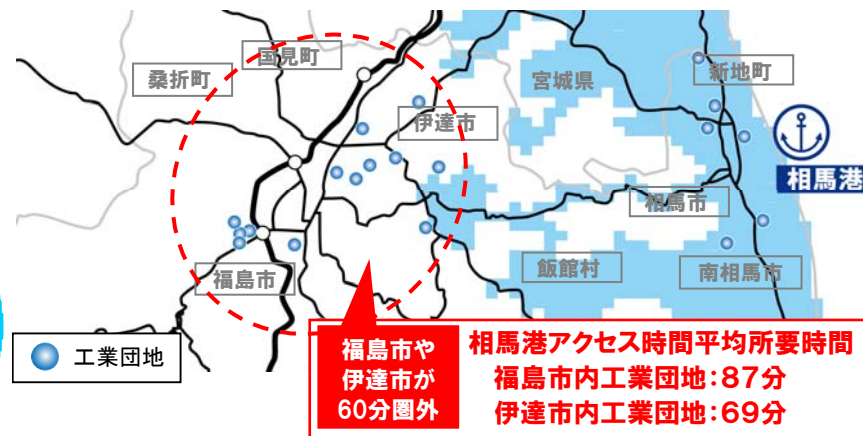 国見町
桑折町
宮城県
新地町
伊達市
相馬港
相馬市
福島市
飯館村
南相馬市
工業団地
福島市や
伊達市が
60分圏外
相馬港アクセス時間平均所要時間
福島市内工業団地：87分
伊達市内工業団地：69分